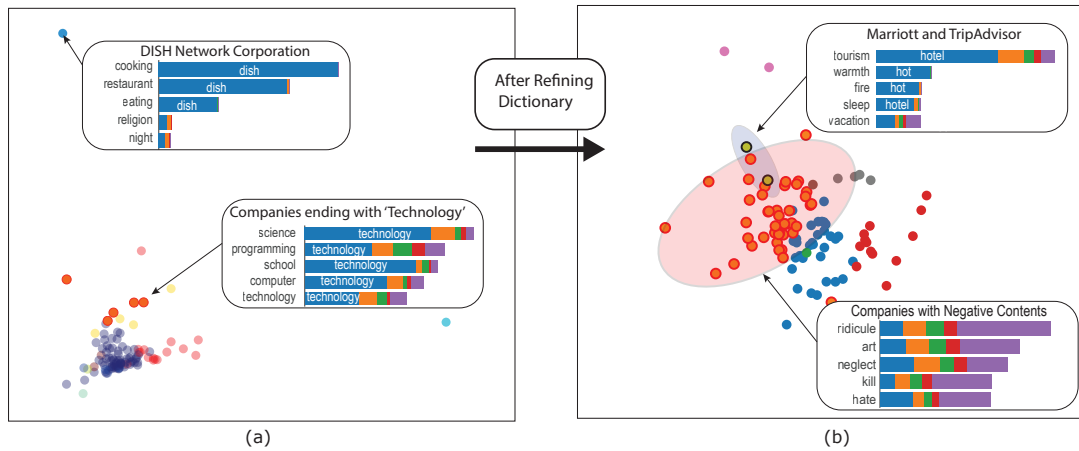 DISH Network Corporation
cooking
dish
restaurant
dish
eating
dish
religion
night
Companies ending with 'Technology'
science
technology
programming
technology
school
technology
computer
technology
technology
technology
(a)
After Refining
Dictionary
Marriott and TripAdvisor
tourism
hotel
warmth
hot
fire
hot
sleep
hotel
vacation
Companies with Negative Contents
ridicule
art
neglect
kill
hate
(b)